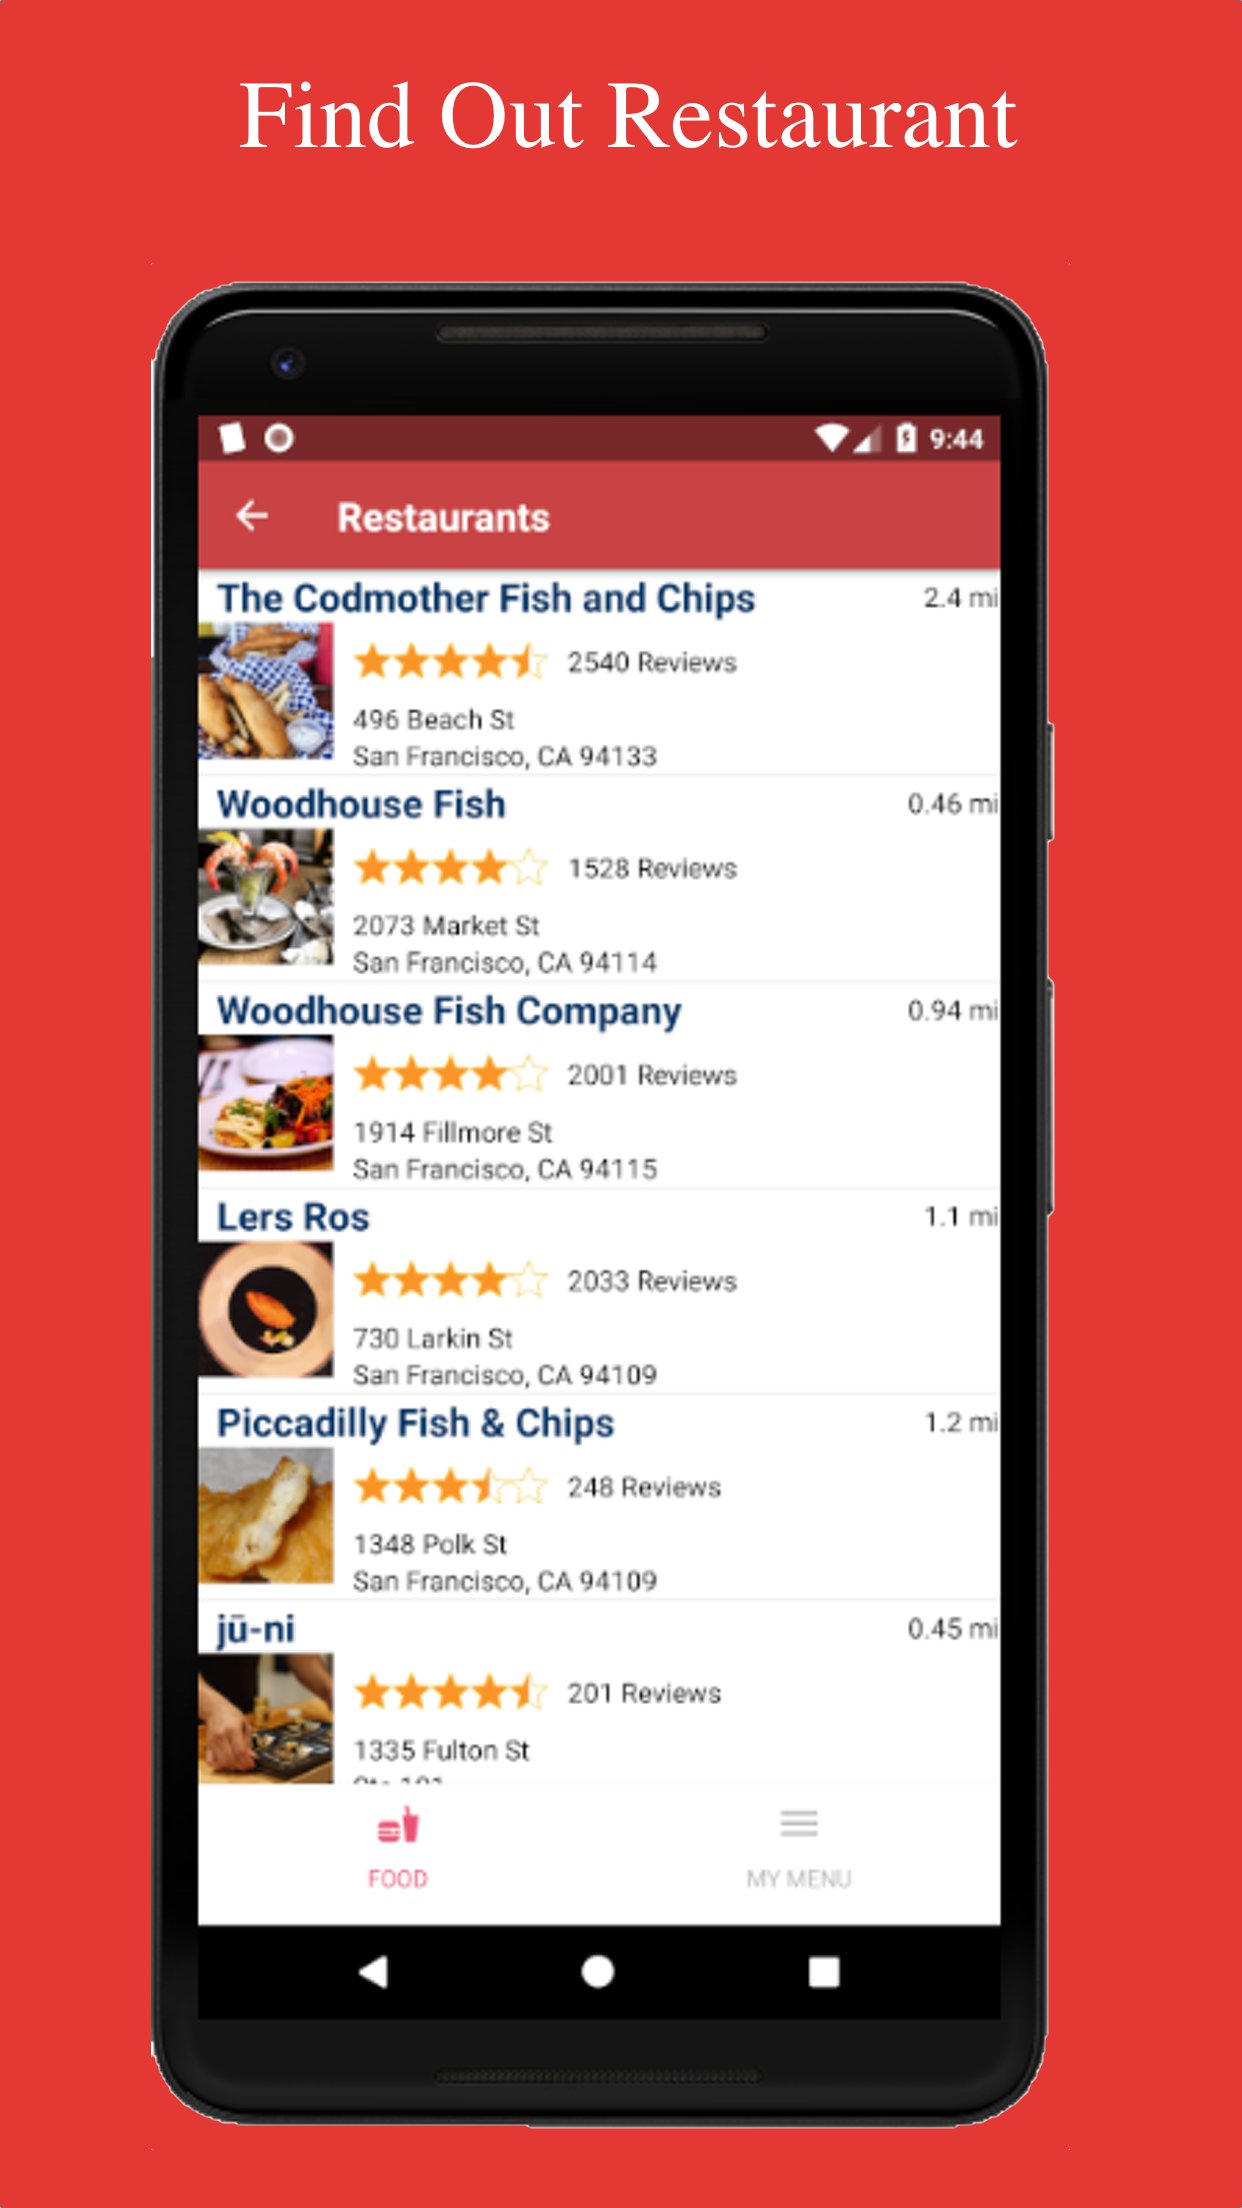 Find Out Restaurant
9:44
Restaurants
The Codmother Fish and Chips 2.4 mi
2540 Reviews
496 Beach St
San Francisco, CA 94133
Woodhouse Fish 0.46 mi
1528 Reviews
2073 Market St
San Francisco, CA 94114
Woodhouse Fish Company 0.94 mi
2001 Reviews
1914 Fillmore St
San Francisco, CA 94115
Lers Ros 1.1 mi
2033 Reviews
730 Larkin St
San Francisco, CA 94109
Piccadilly Fish & Chips 1.2 mi
248 Reviews
1348 Polk St
San Francisco, CA 94109
jū-ni 0.45 mi
201 Reviews
1335 Fulton St
FOOD MY MENU